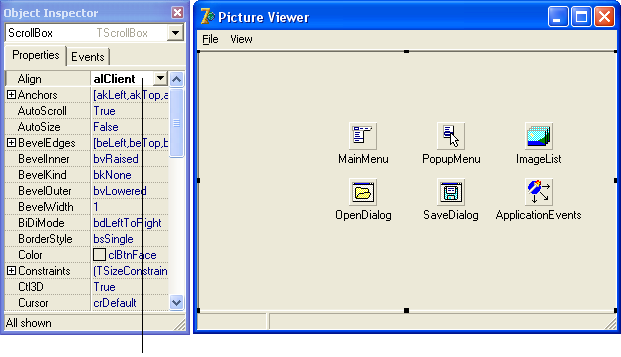 Object Inspector
ScrollBox TScrollBox
Properties Events
Align alClient
Anchors [akLeft,akTop,a
AutoScroll True
AutoSize False
BevelEdges [beLeft,beTop,b
BevelInner bvRaised
BevelKind bkNone
BevelOuter bvLowered
BevelWidth 1
BiDiMode bdLeftToRight
BorderStyle bsSingle
Color clBtnFace
Constraints (TSizeConstrain
Ctl3D True
Cursor crDefault
All shown
Picture Viewer
File View
MainMenu PopupMenu ImageList
OpenDialog SaveDialog ApplicationEvents